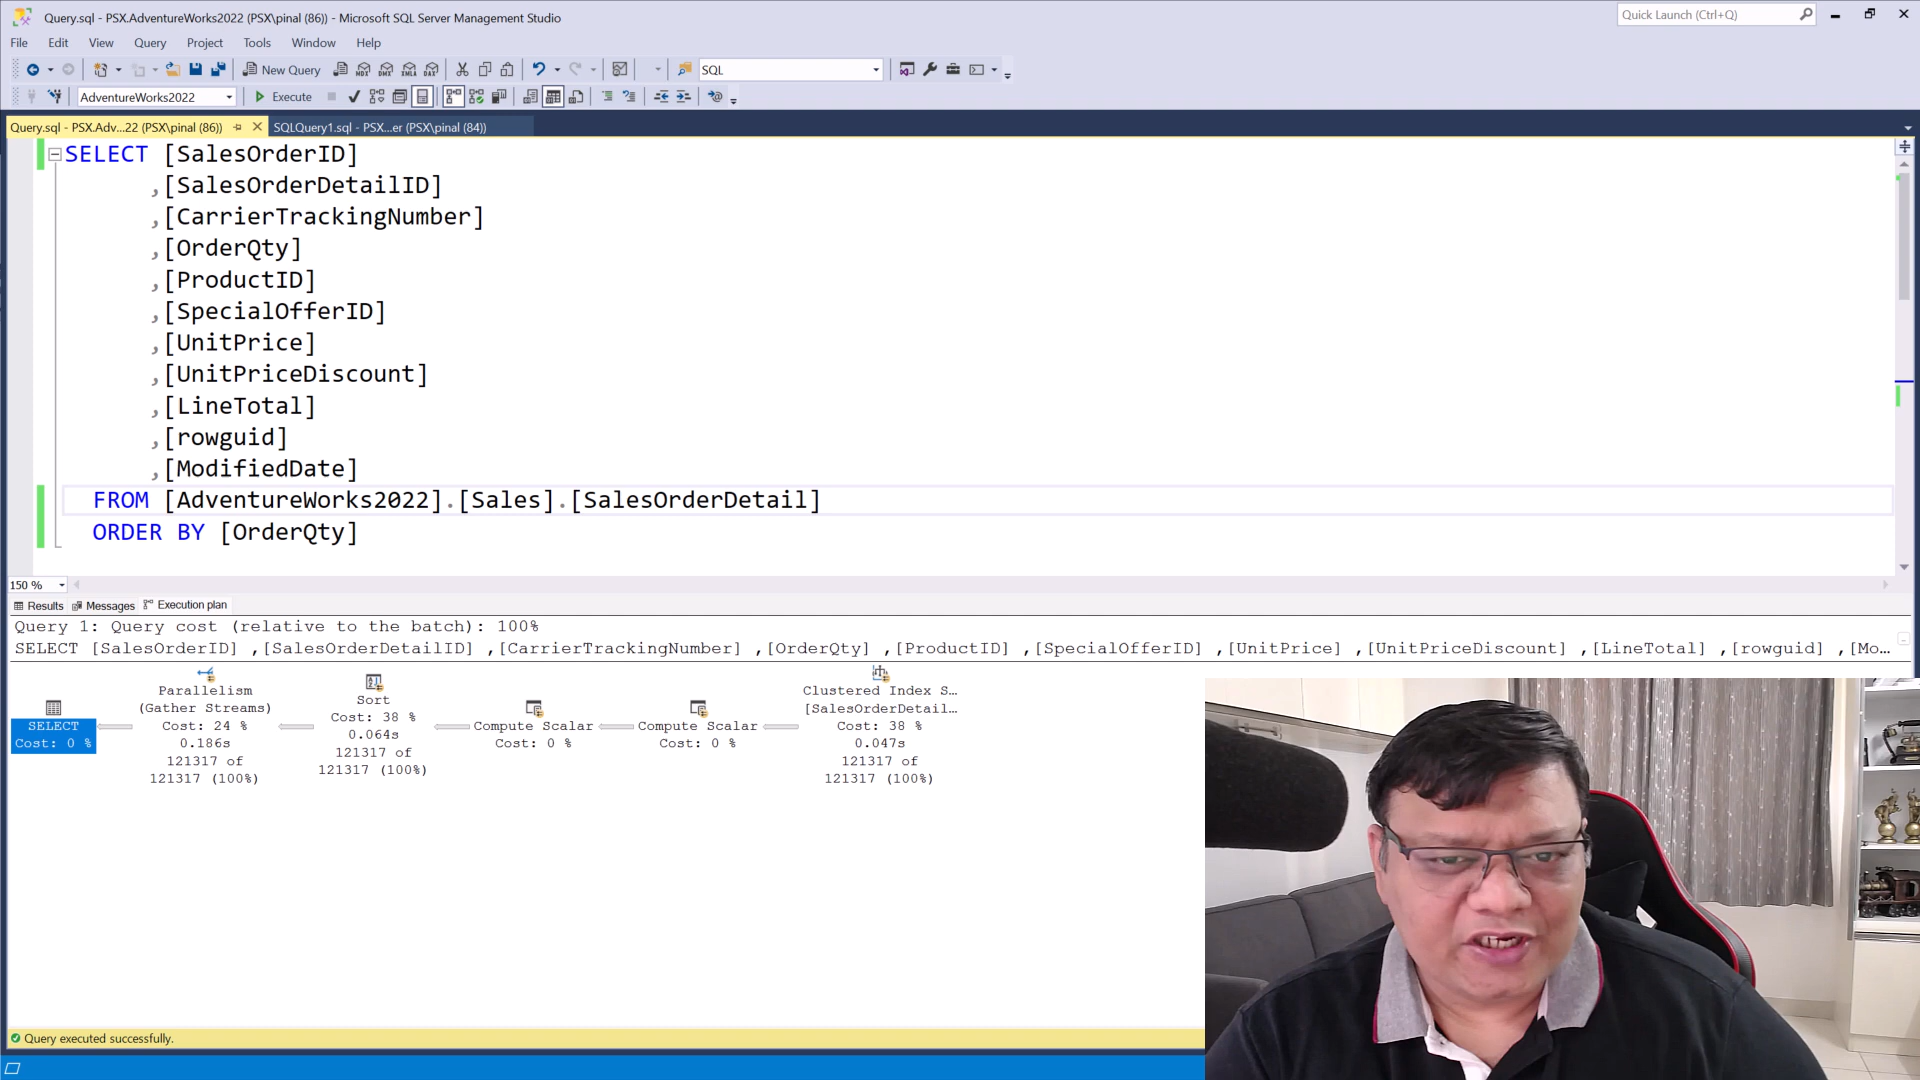 Query.sql - PSX.AdventureWorks2022 (PSX\pinal (86)) - Microsoft SQL Server Management Studio
Quick Launch (Ctrl+Q)
File Edit View Query Project Tools Window Help
New Query
MDX DMX XMLA DAX
SQL
AdventureWorks2022
Execute
Query.sql - PSX.Adv...22 (PSX\pinal (86))
SQLQuery1.sql - PSX...er (PSX\pinal (84))
SELECT [SalesOrderID]
,[SalesOrderDetailID]
,[CarrierTrackingNumber]
,[OrderQty]
,[ProductID]
,[SpecialOfferID]
,[UnitPrice]
,[UnitPriceDiscount]
,[LineTotal]
,[rowguid]
,[ModifiedDate]
FROM [AdventureWorks2022].[Sales].[SalesOrderDetail]
ORDER BY [OrderQty]
150 %
Results Messages Execution plan
Query 1: Query cost (relative to the batch): 100%
SELECT [SalesOrderID] ,[SalesOrderDetailID] ,[CarrierTrackingNumber] ,[OrderQty] ,[ProductID] ,[SpecialOfferID] ,[UnitPrice] ,[UnitPriceDiscount] ,[LineTotal] ,[rowguid] ,[Mo...
SELECT
Cost: 0 %
Parallelism
(Gather Streams)
Cost: 24 %
0.186s
121317 of
121317 (100%)
Sort
Cost: 38 %
0.064s
121317 of
121317 (100%)
Compute Scalar
Cost: 0 %
Compute Scalar
Cost: 0 %
Clustered Index S...
[SalesOrderDetail...
Cost: 38 %
0.047s
121317 of
121317 (100%)
Query executed successfully.